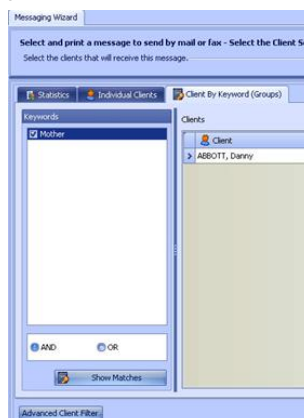 Messaging Wizard
Select and print a message to send by mail or fax - Select the Client S
Select the clients that will receive this message.
Statistics
Individual Clients
Client By Keyword (Groups)
Keywords
Mother
Clients
Client
ABBOTT, Danny
AND
OR
Show Matches
Advanced Client Filter